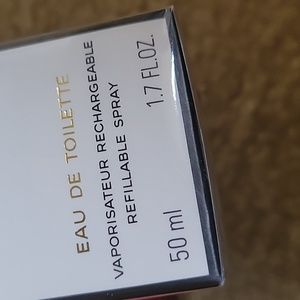 EAU DE TOILETTE
VAPORISATEUR RECHARGEABLE
REFILLABLE SPRAY
50 ml 1.7 FL.OZ.